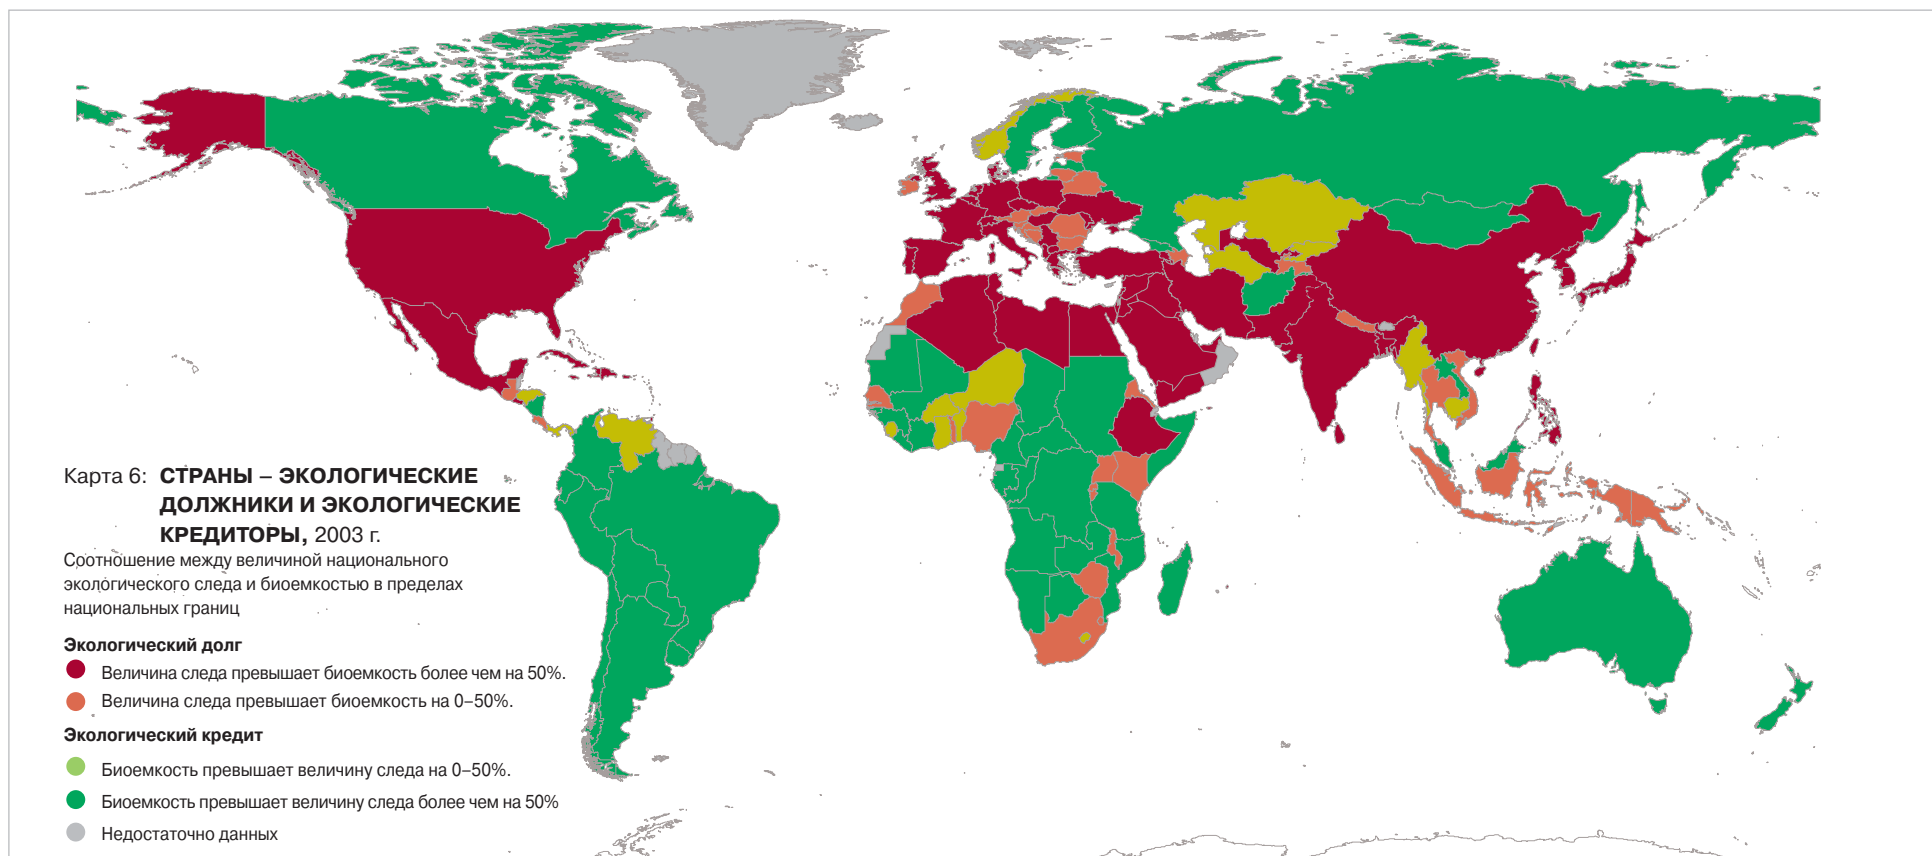 Карта 6: СТРАНЫ – ЭКОЛОГИЧЕСКИЕ
ДОЛЖНИКИ И ЭКОЛОГИЧЕСКИЕ
КРЕДИТОРЫ, 2003 г.
Соотношение между величиной национального
экологического следа и биоемкостью в пределах
национальных границ
Экологический долг
Величина следа превышает биоемкость более чем на 50%.
Величина следа превышает биоемкость на 0–50%.
Экологический кредит
Биоемкость превышает величину следа на 0–50%.
Биоемкость превышает величину следа более чем на 50%
Недостаточно данных